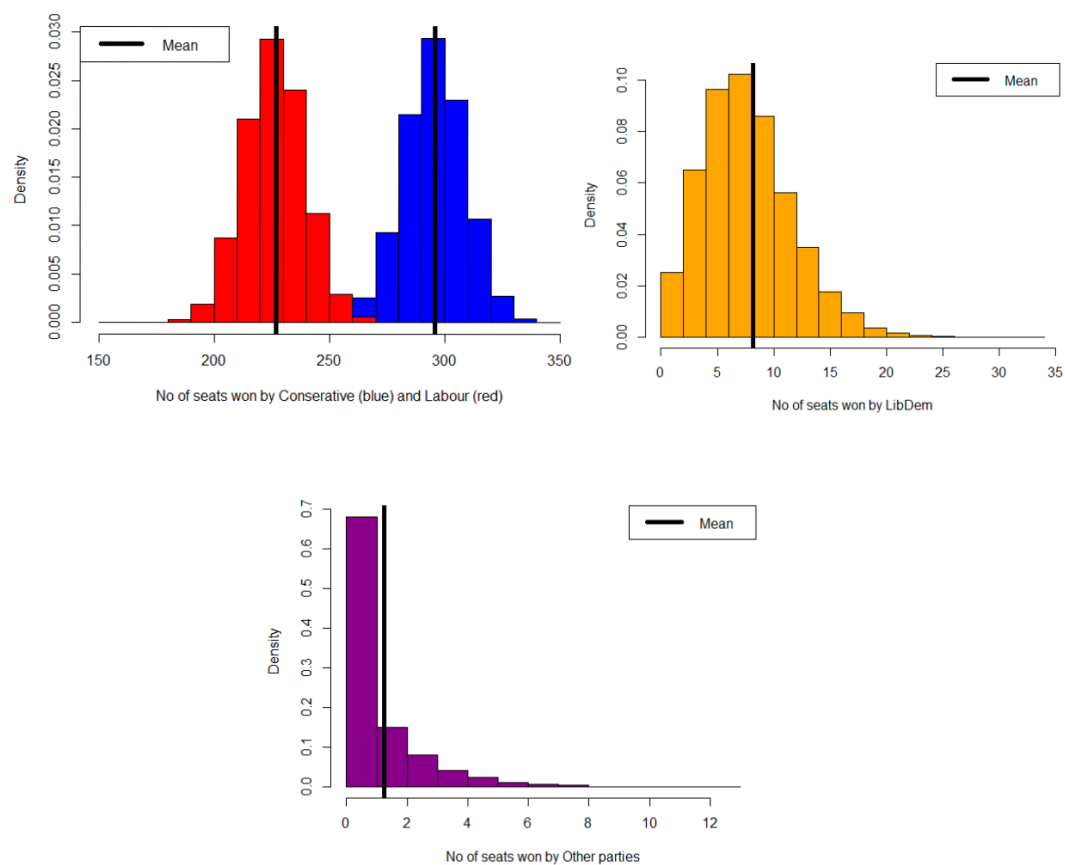 Mean
0.000 0.005 0.010 0.015 0.020 0.025 0.030
Density
150 200 250 300 350
No of seats won by Conserative (blue) and Labour (red)
Mean
0.00 0.02 0.04 0.06 0.08 0.10
Density
0 5 10 15 20 25 30 35
No of seats won by LibDem
Mean
0.0 0.1 0.2 0.3 0.4 0.5 0.6 0.7
Density
0 2 4 6 8 10 12
No of seats won by Other parties